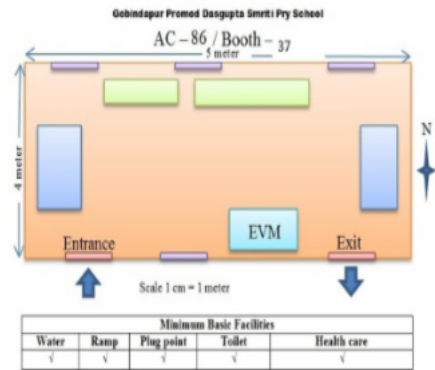 Gobindapur Promod Dasgupta Smriti Pry School
AC – 86 / Booth – 37
5 meter
4 meter
N
EVM
Entrance
Exit
Scale 1 cm = 1 meter
Minimum Basic Facilities
Water Ramp Plug point Toilet Health care
√ √ √ √ √